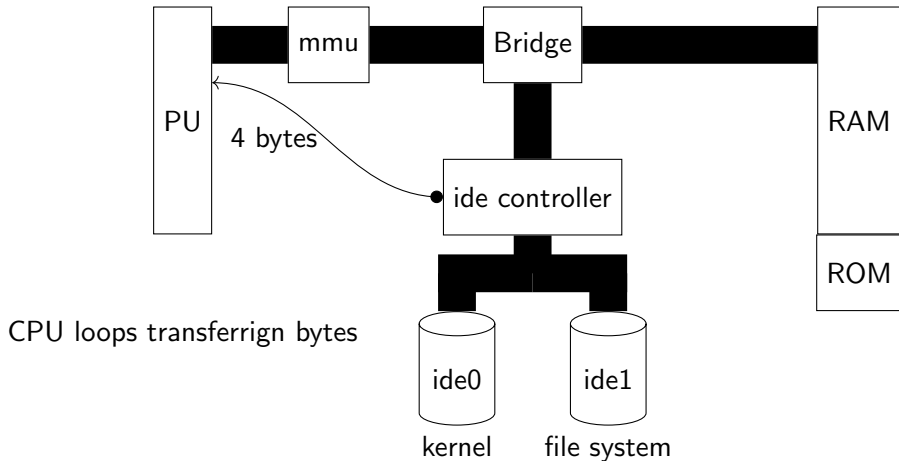 mmu
Bridge
PU
RAM
4 bytes
ide controller
ROM
CPU loops transferrign bytes
ide0
ide1
kernel
file system